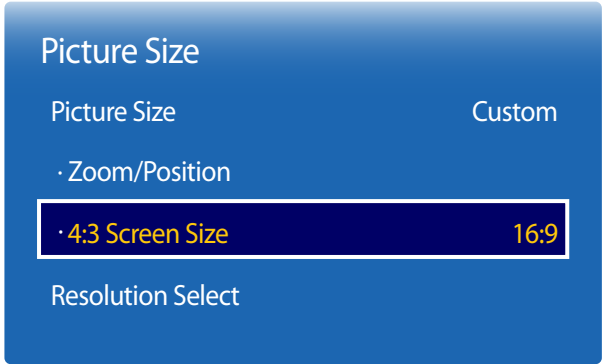 Picture Size
Picture Size Custom
· Zoom/Position
· 4:3 Screen Size 16:9
Resolution Select